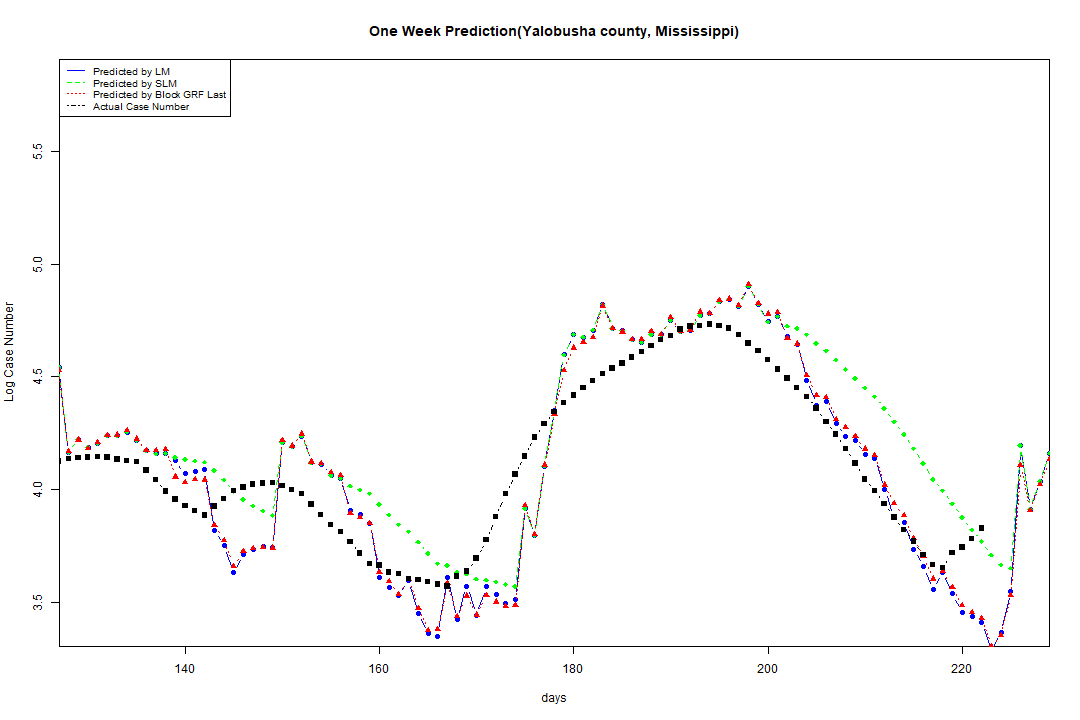 One Week Prediction(Yalobusha county, Mississippi)
Predicted by LM
Predicted by SLM
Predicted by Block GRF Last
Actual Case Number
Log Case Number
5.5
5.0
4.5
4.0
3.5
140 160 180 200 220
days